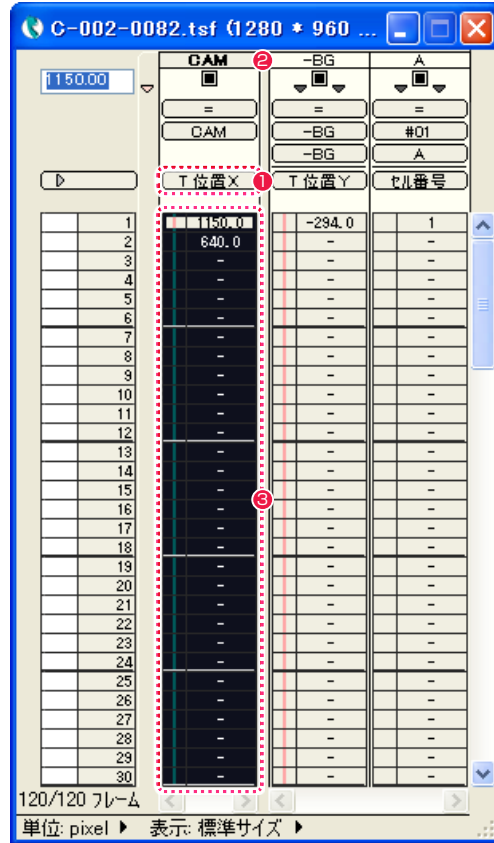 C-002-0082.tsf (1280 * 960 ...
CAM ❷ -BG A
1150.00
= = =
CAM -BG #01
-BG A
T 位置X ❶ T 位置Y セル番号
1 1150.0 -294.0 1
2 640.0 - -
3 - - -
4 - - -
5 - - -
6 - - -
7 - - -
8 - - -
9 - - -
10 - - -
11 - - -
12 - - -
13 - - -
14 - - -
15 - - -
❸
16 - - -
17 - - -
18 - - -
19 - - -
20 - - -
21 - - -
22 - - -
23 - - -
24 - - -
25 - - -
26 - - -
27 - - -
28 - - -
29 - - -
30 - - -
120/120 フレーム
単位: pixel ▶ 表示: 標準サイズ ▶